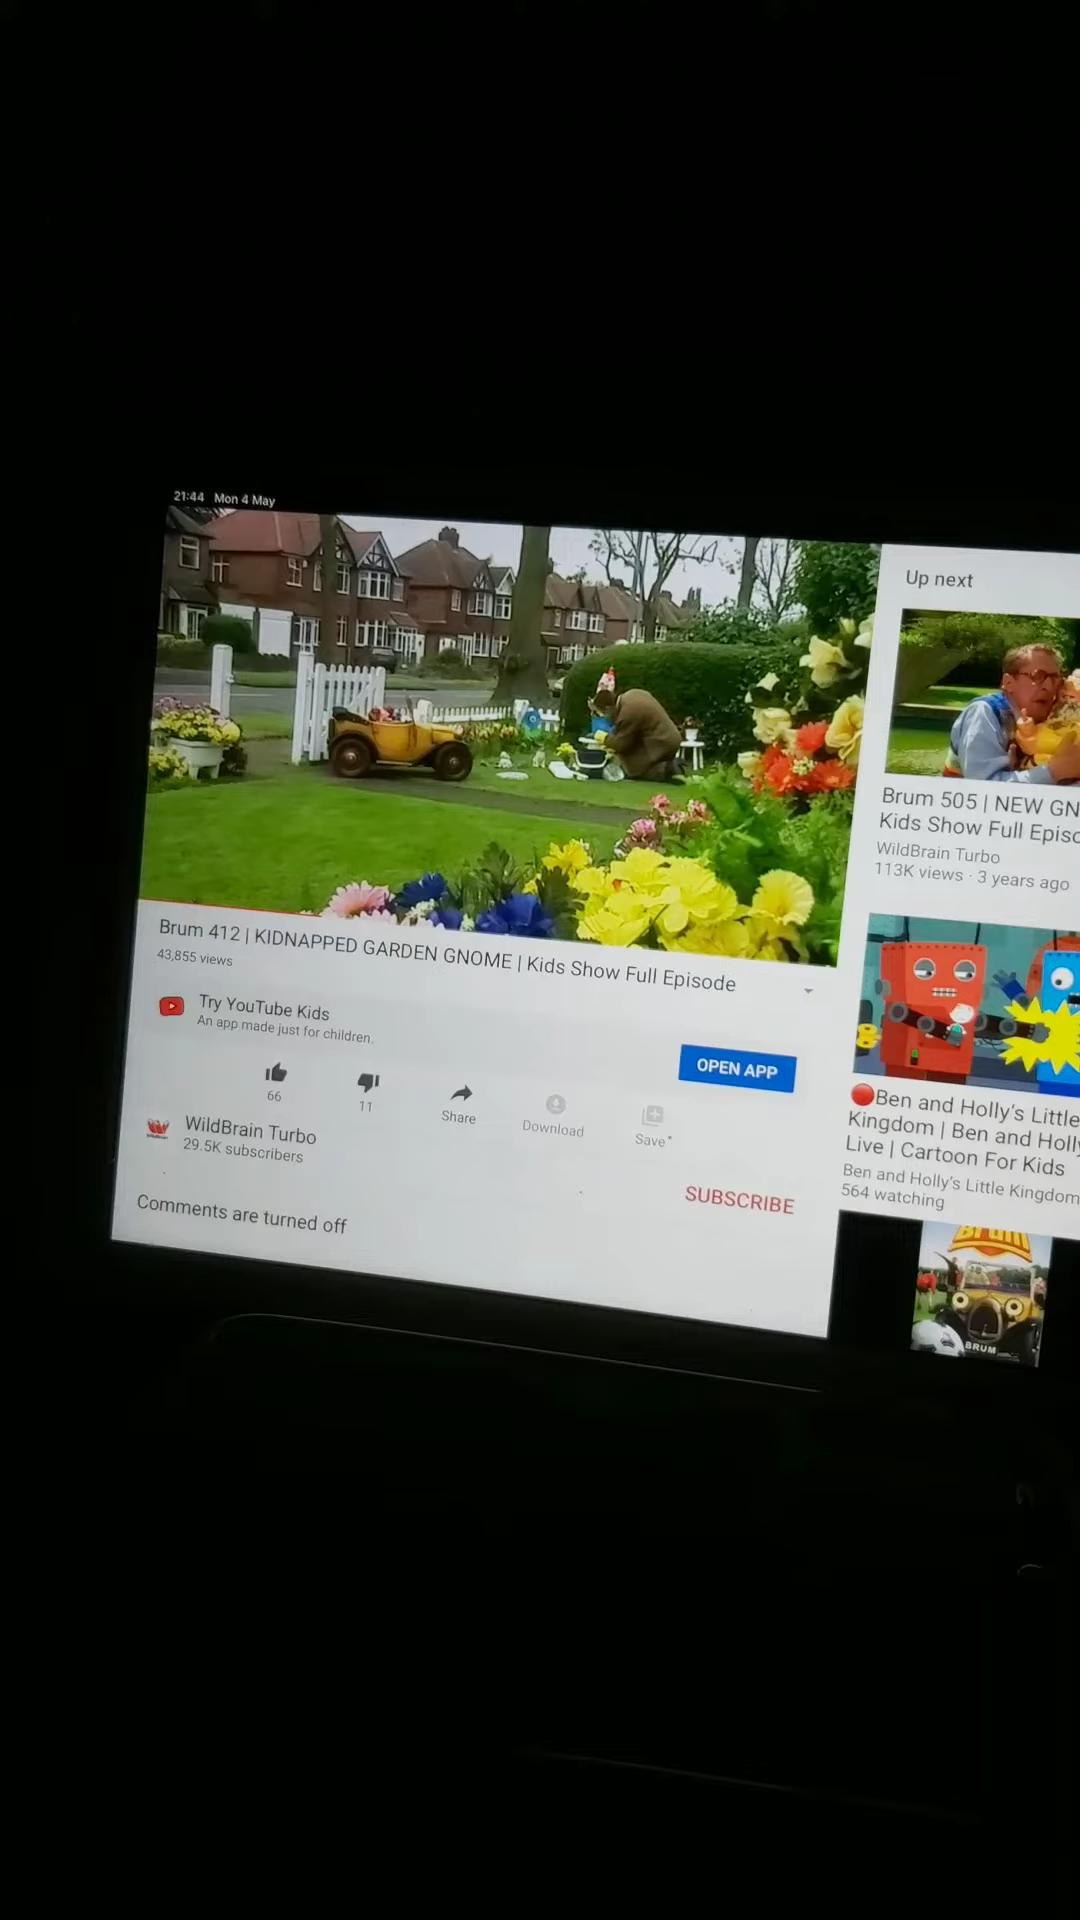 21:44 Mon 4 May
Brum 412 | KIDNAPPED GARDEN GNOME | Kids Show Full Episode
43,855 views
Try YouTube Kids
An app made just for children.
OPEN APP
66
11
Share
Download
Save
WildBrain Turbo
29.5K subscribers
SUBSCRIBE
Comments are turned off
Up next
Brum 505 | NEW GN
Kids Show Full Episo
WildBrain Turbo
113K views · 3 years ago
🔴Ben and Holly's Little
Kingdom | Ben and Holly
Live | Cartoon For Kids
Ben and Holly's Little Kingdom
564 watching
Brum
BRUM